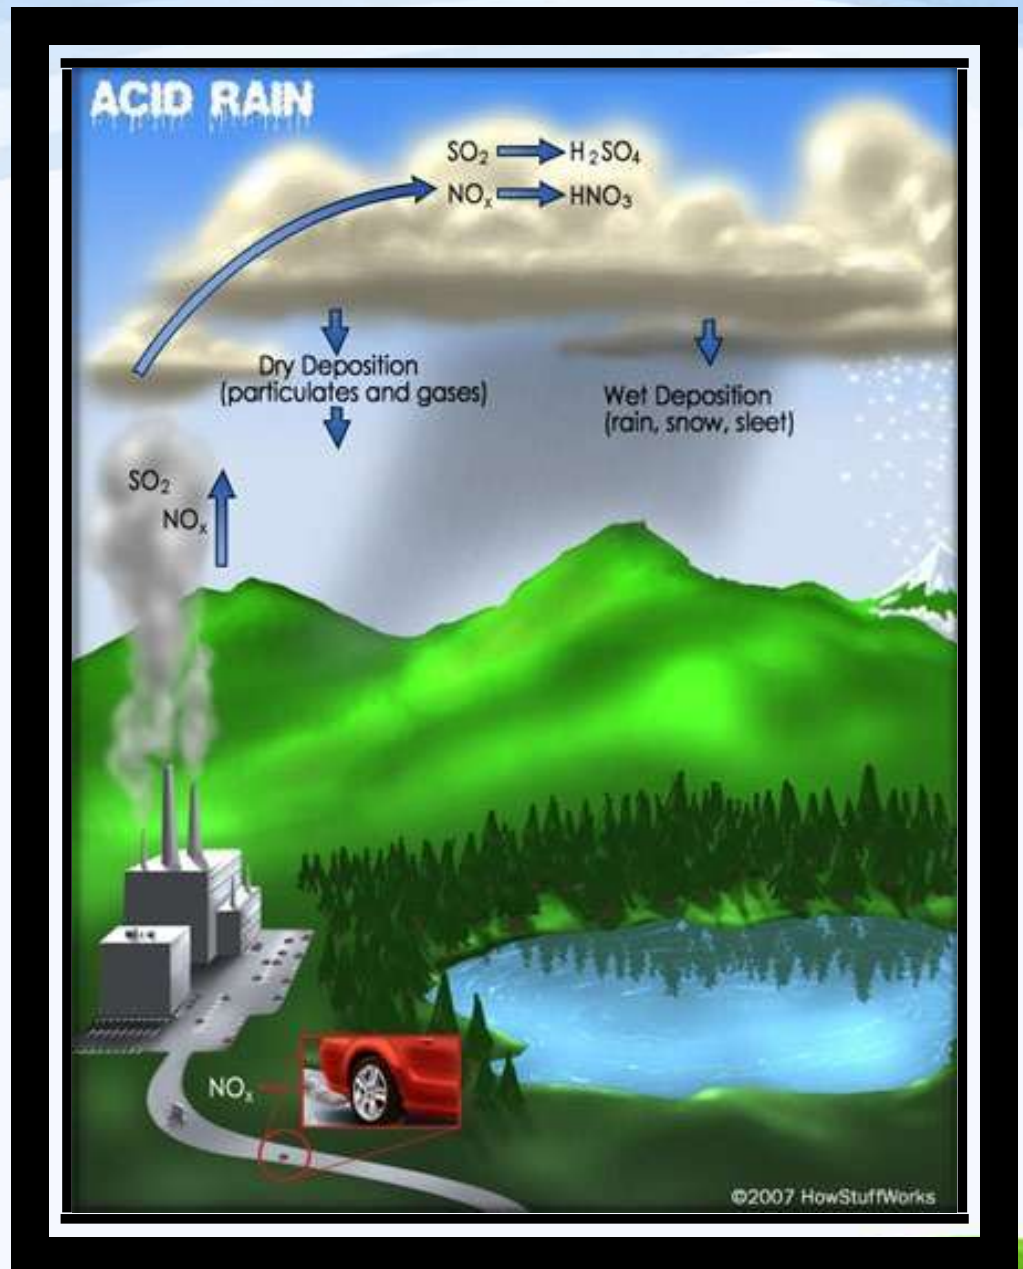 ACID RAIN
SO₂ → H₂SO₄
NOₓ → HNO₃
Dry Deposition
(particulates and gases)
Wet Deposition
(rain, snow, sleet)
SO₂
NOₓ
NOₓ
©2007 HowStuffWorks